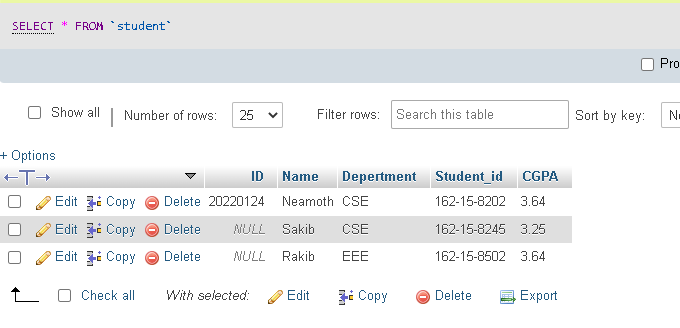 SELECT * FROM `student`
Pro
Show all | Number of rows: 25 Filter rows: Search this table Sort by key: No
+ Options
←T→ ID Name Depertment Student_id CGPA
Edit Copy Delete 20220124 Neamoth CSE 162-15-8202 3.64
Edit Copy Delete NULL Sakib CSE 162-15-8245 3.25
Edit Copy Delete NULL Rakib EEE 162-15-8502 3.64
Check all With selected: Edit Copy Delete Export